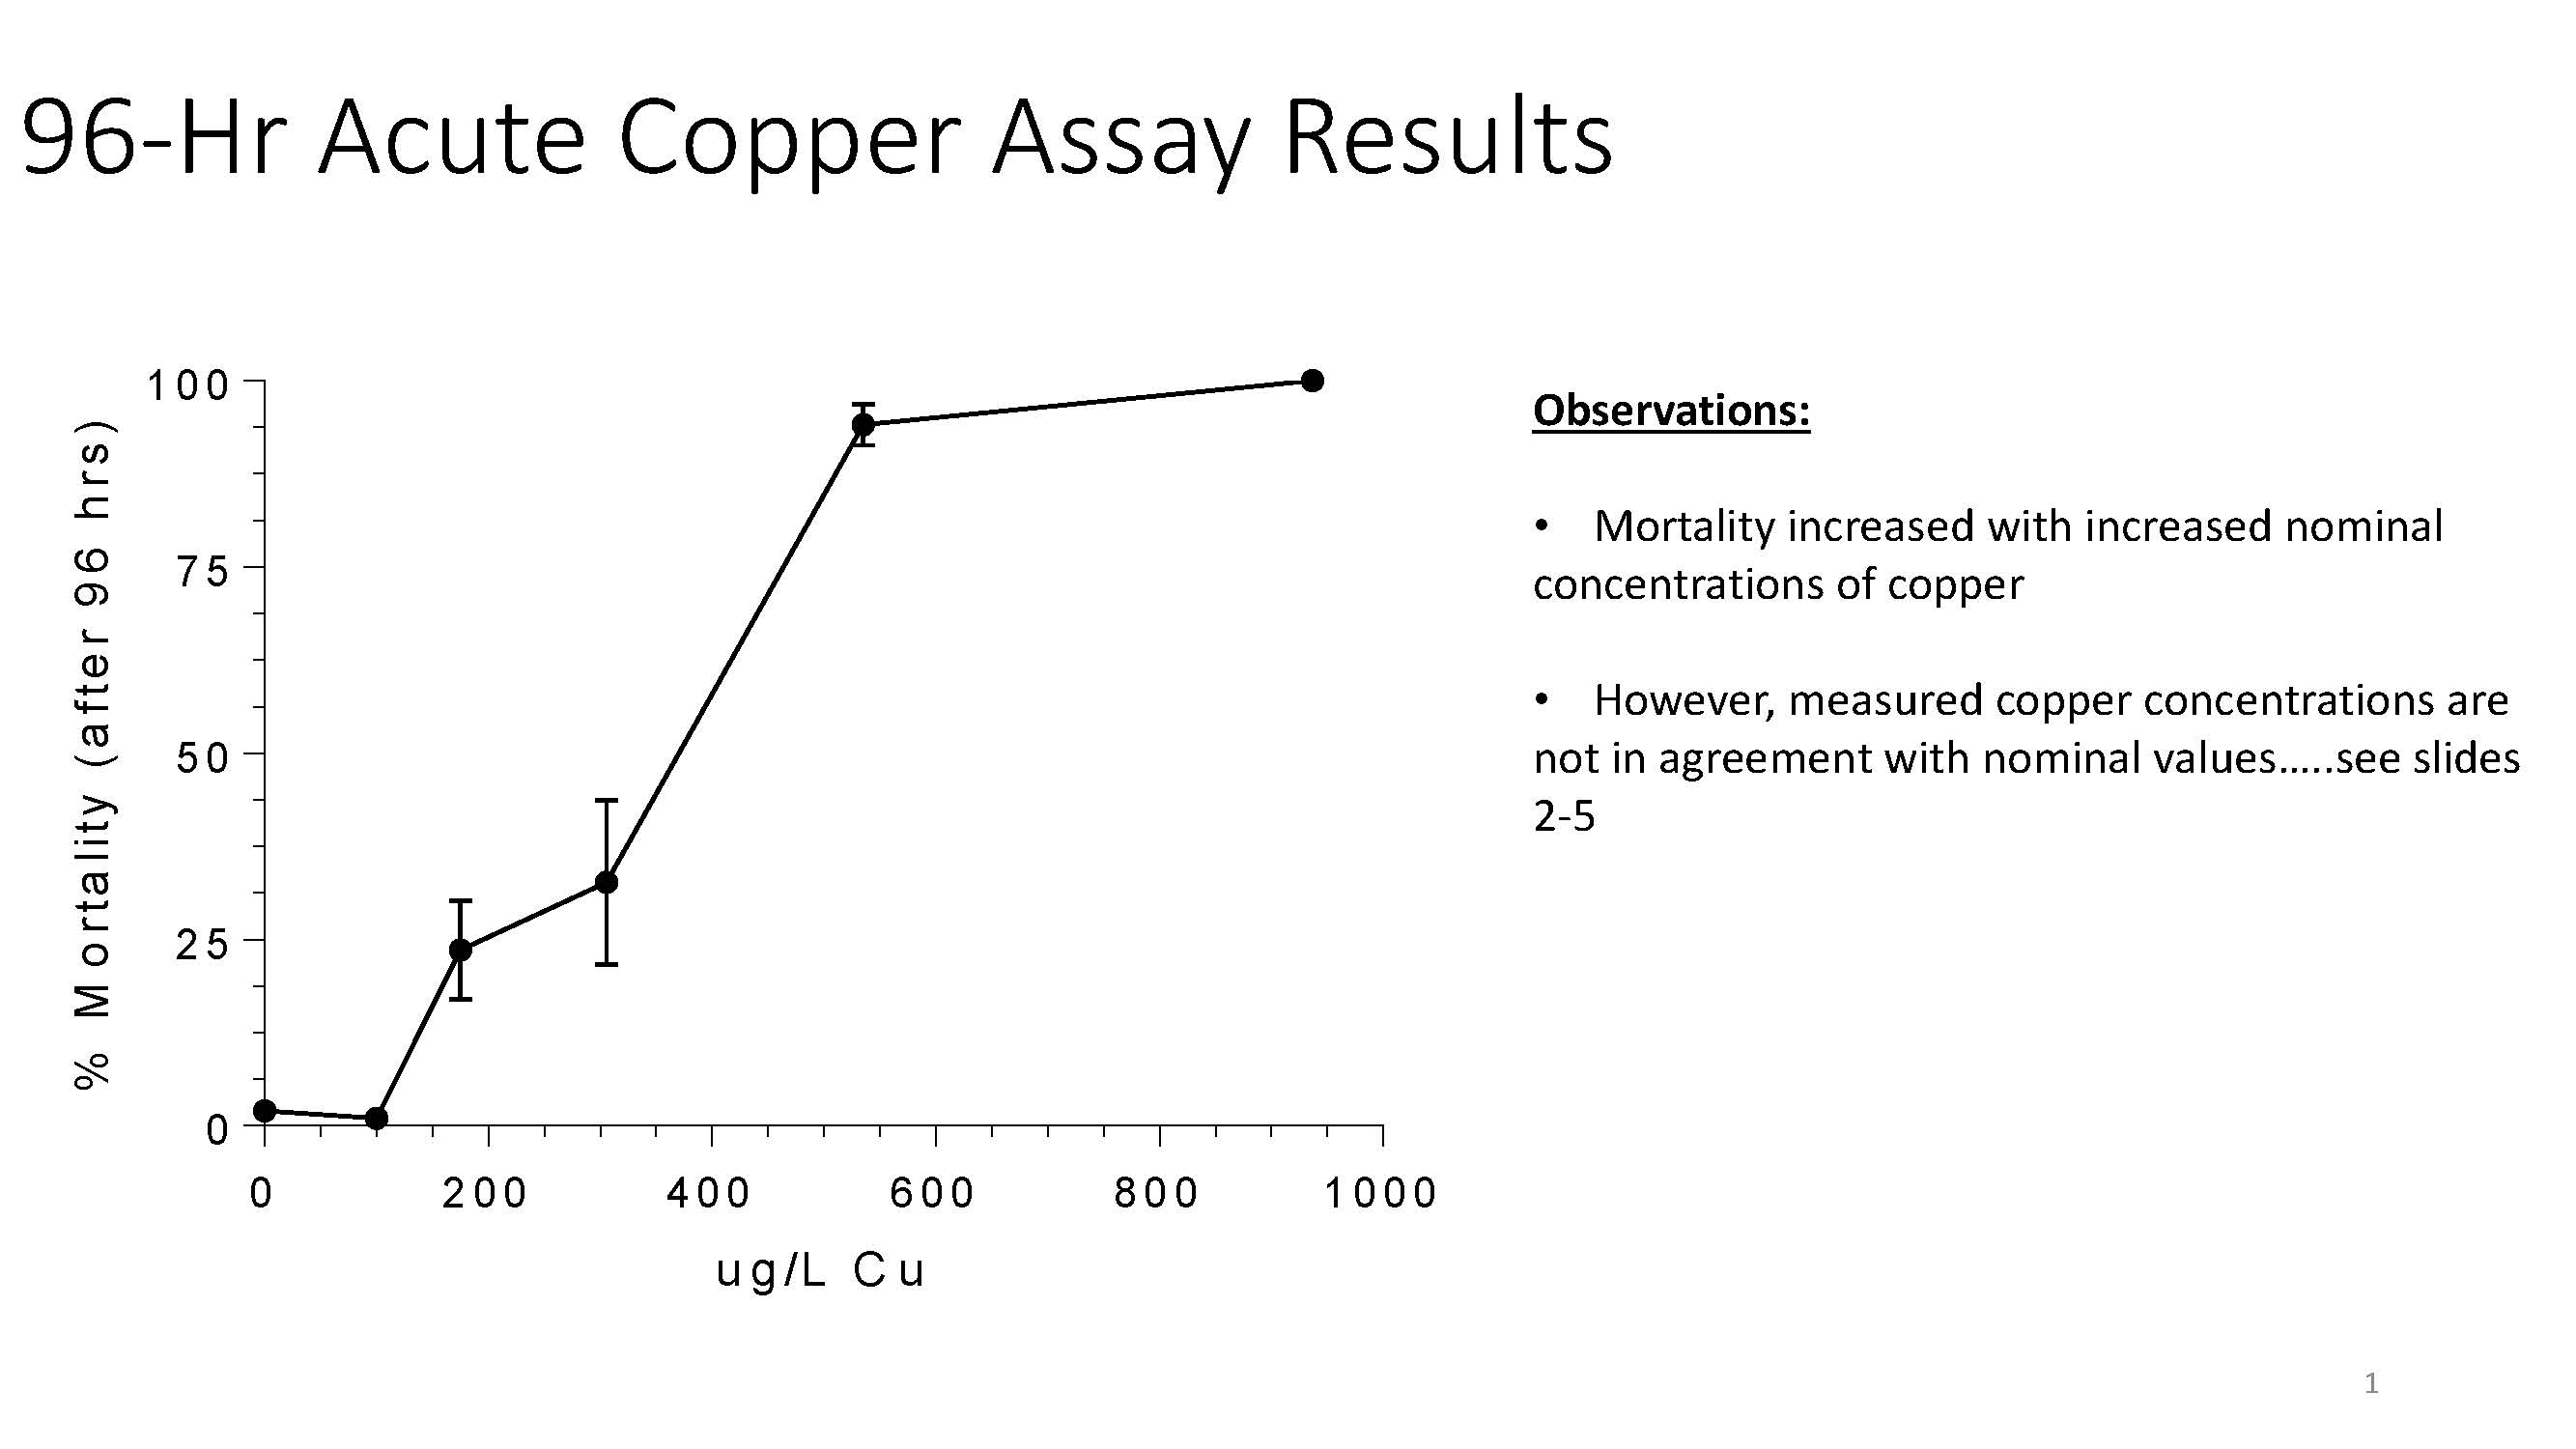 96-Hr Acute Copper Assay Results
% Mortality (after 96 hrs)
100
75
50
25
0
0 200 400 600 800 1000
ug/L Cu
Observations:
• Mortality increased with increased nominal
concentrations of copper
• However, measured copper concentrations are
not in agreement with nominal values…..see slides
2-5
1